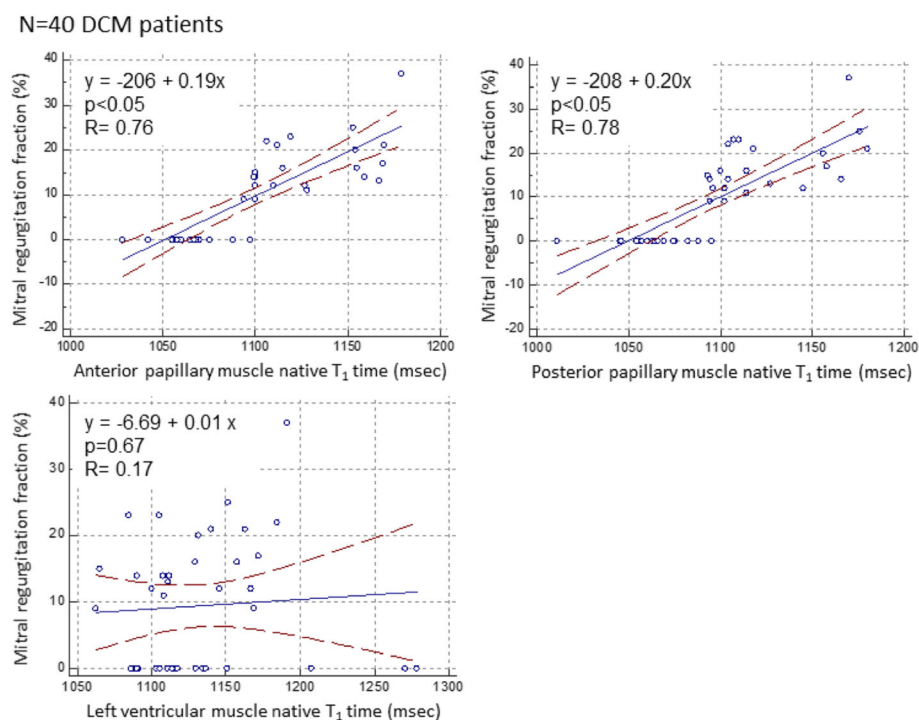 N=40 DCM patients
Mitral regurgitation fraction (%)
40
30
20
10
0
-10
-20
y = -206 + 0.19x
p<0.05
R= 0.76
1000 1050 1100 1150 1200
Anterior papillary muscle native T₁ time (msec)
Mitral regurgitation fraction (%)
40
30
20
10
0
-10
-20
y = -208 + 0.20x
p<0.05
R= 0.78
1000 1050 1100 1150 1200
Posterior papillary muscle native T₁ time (msec)
Mitral regurgitation fraction (%)
40
30
20
10
0
y = -6.69 + 0.01 x
p=0.67
R= 0.17
1050 1100 1150 1200 1250 1300
Left ventricular muscle native T₁ time (msec)